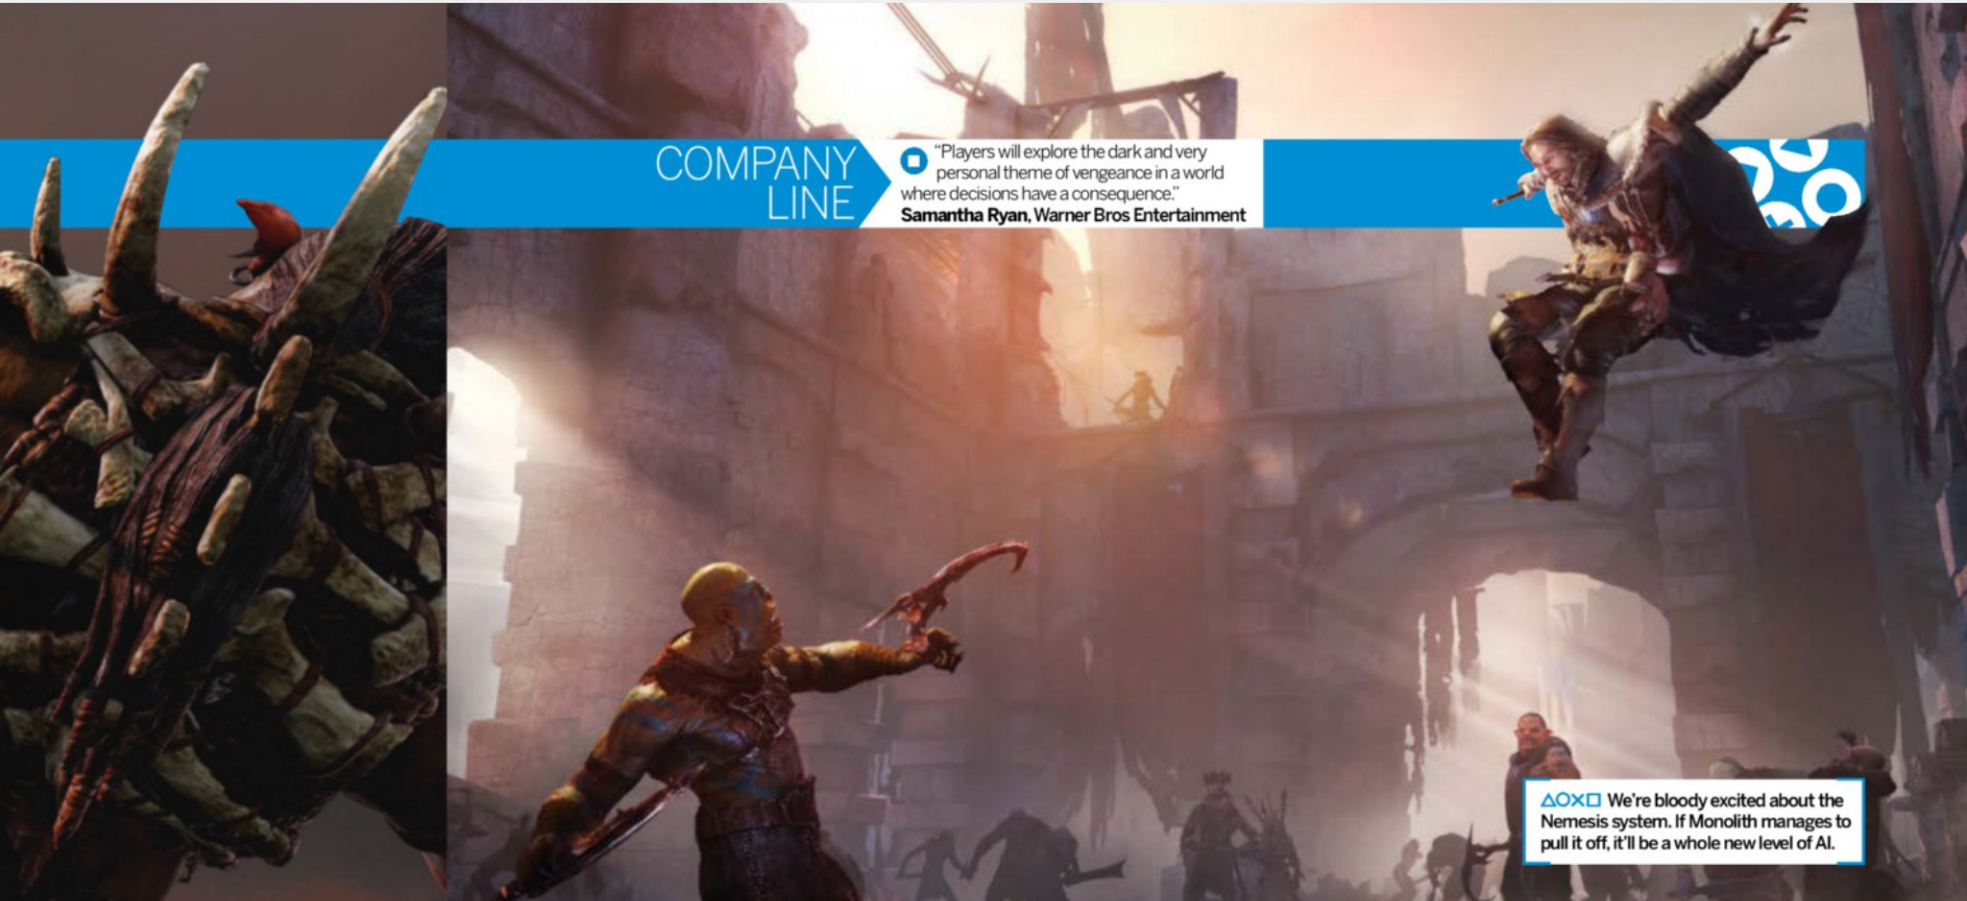 COMPANY
LINE
“Players will explore the dark and very
personal theme of vengeance in a world
where decisions have a consequence.”
Samantha Ryan, Warner Bros Entertainment
△○×□ We’re bloody excited about the
Nemesis system. If Monolith manages to
pull it off, it’ll be a whole new level of AI.